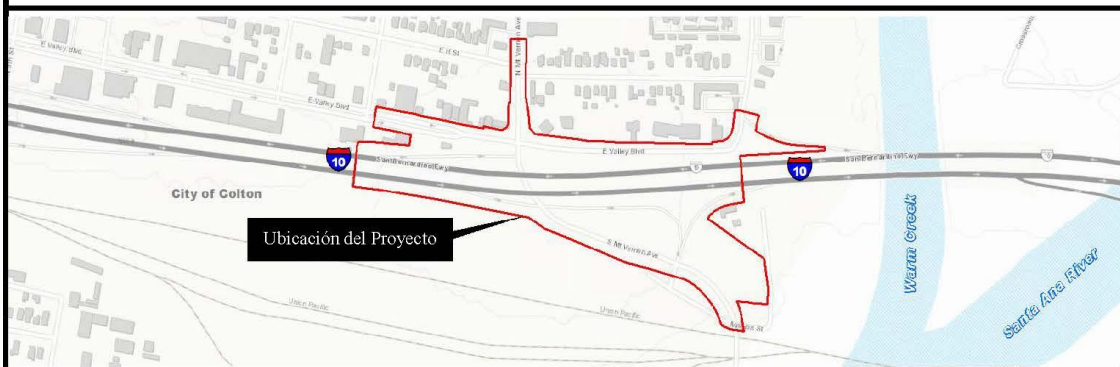 N Mt Vernon Ave
E H St
E Valley Blvd
E Valley Blvd
E Valley Blvd
San Bernardino Fwy
San Bernardino Fwy
10
10
10
City of Colton
Ubicación del Proyecto
S Mt Vernon Ave
Warm Creek
Santa Ana River
Union Pacific
Union Pacific